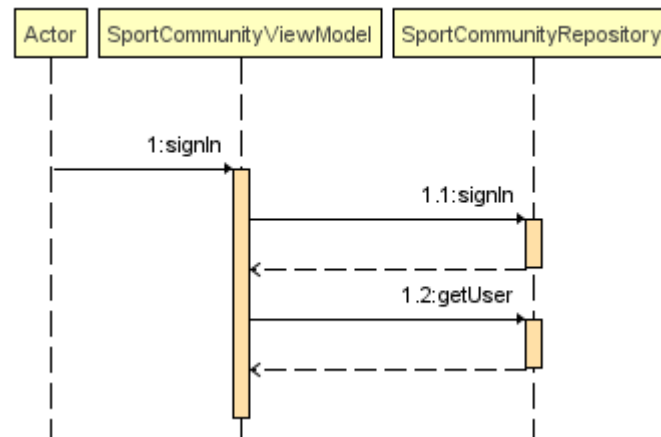 Actor
SportCommunityViewModel
SportCommunityRepository
1:signIn
1.1:signIn
1.2:getUser